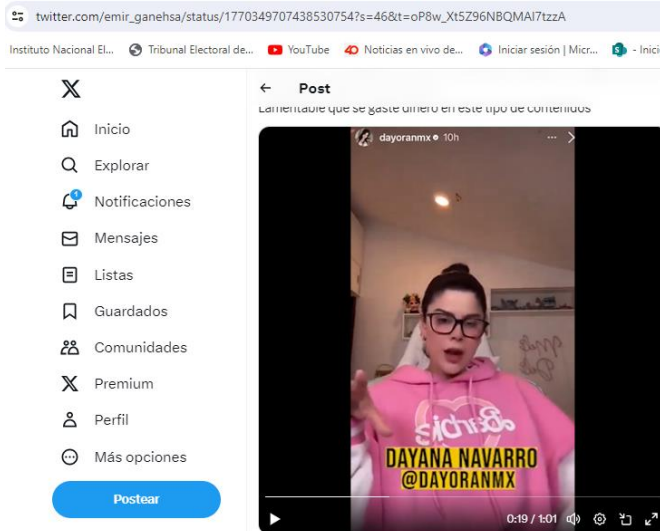 twitter.com/emir_ganehsa/status/1770349707438530754?s=46&t=oP8w_Xt5Z96NBQMAI7tzzA
Instituto Nacional El... Tribunal Electoral de... YouTube Noticias en vivo de... Iniciar sesión | Micr... - Inici
Post
Lamentable que se gaste dinero en este tipo de contenidos
Inicio
Explorar
Notificaciones
Mensajes
Listas
Guardados
Comunidades
Premium
Perfil
Más opciones
Postear
dayoranmx 10h
DAYANA NAVARRO
@DAYORANMX
0:19 / 1:01